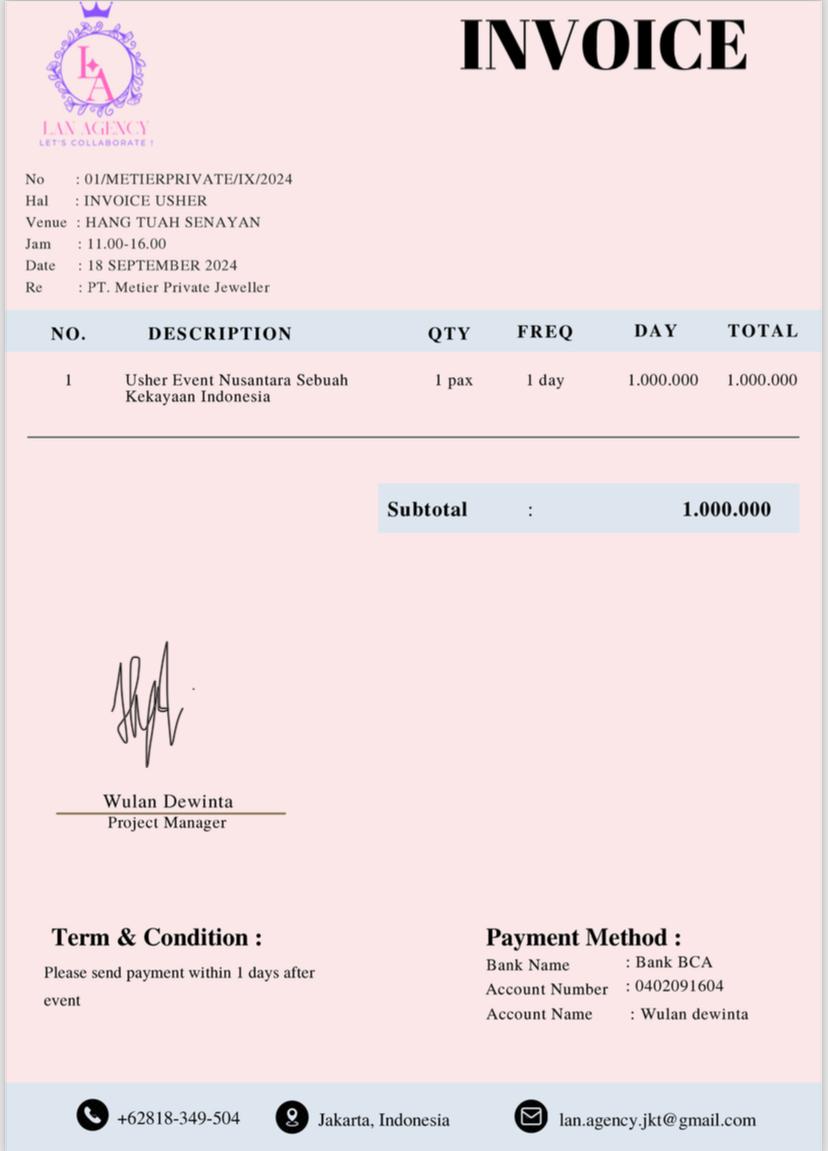 INVOICE
LA
LAN AGENCY
LET'S COLLABORATE !
No : 01/METIERPRIVATE/IX/2024
Hal : INVOICE USHER
Venue : HANG TUAH SENAYAN
Jam : 11.00-16.00
Date : 18 SEPTEMBER 2024
Re : PT. Metier Private Jeweller
NO. DESCRIPTION QTY FREQ DAY TOTAL
1 Usher Event Nusantara Sebuah 1 pax 1 day 1.000.000 1.000.000
Kekayaan Indonesia
Subtotal : 1.000.000
Wulan Dewinta
Project Manager
Term & Condition :
Please send payment within 1 days after
event
Payment Method :
Bank Name : Bank BCA
Account Number : 0402091604
Account Name : Wulan dewinta
+62818-349-504 Jakarta, Indonesia lan.agency.jkt@gmail.com